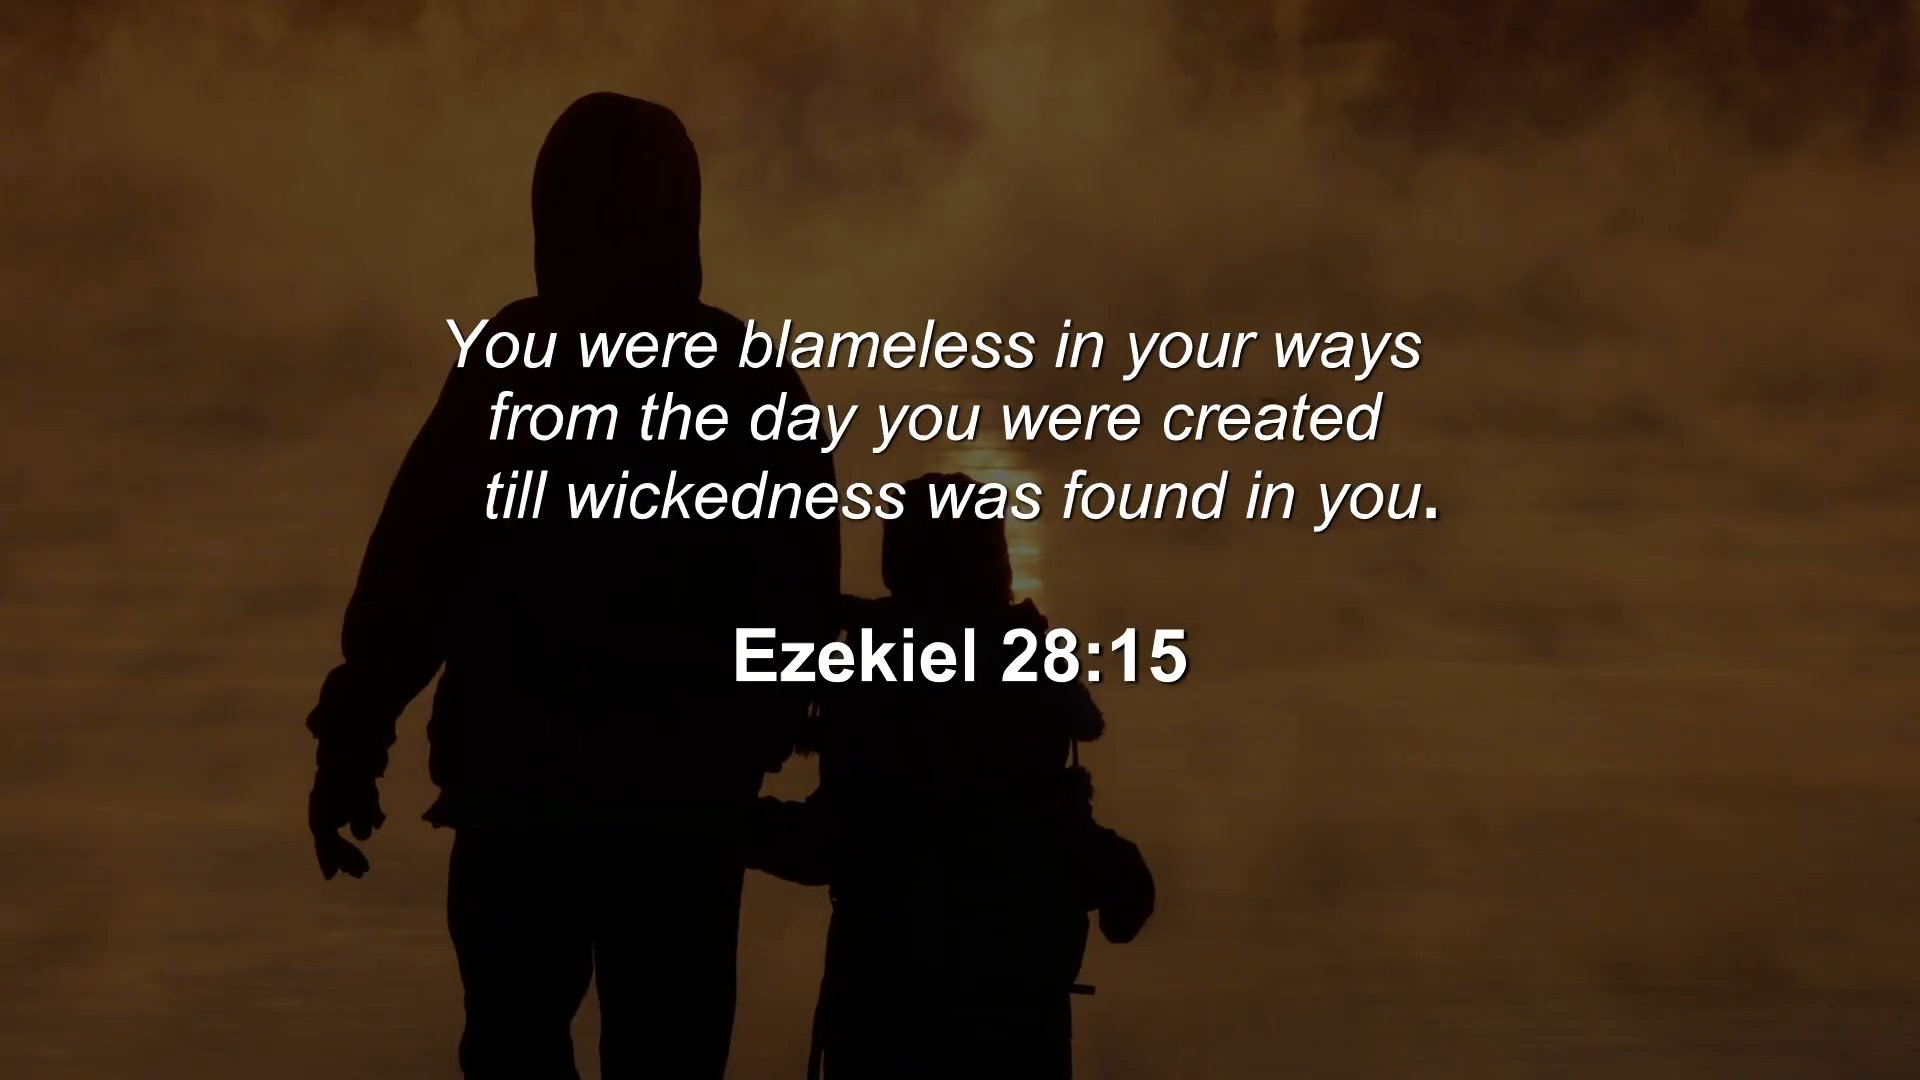 You were blameless in your ways
from the day you were created
till wickedness was found in you.
Ezekiel 28:15